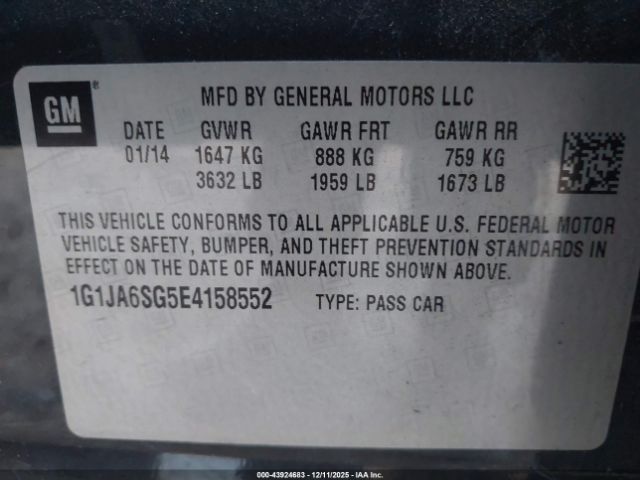 GM ®
MFD BY GENERAL MOTORS LLC
DATE GVWR GAWR FRT GAWR RR
01/14 1647 KG 888 KG 759 KG
3632 LB 1959 LB 1673 LB
THIS VEHICLE CONFORMS TO ALL APPLICABLE U.S. FEDERAL MOTOR
VEHICLE SAFETY, BUMPER, AND THEFT PREVENTION STANDARDS IN
EFFECT ON THE DATE OF MANUFACTURE SHOWN ABOVE.
1G1JA6SG5E4158552 TYPE: PASS CAR
000-43924683 - 12/11/2025 - IAA Inc.